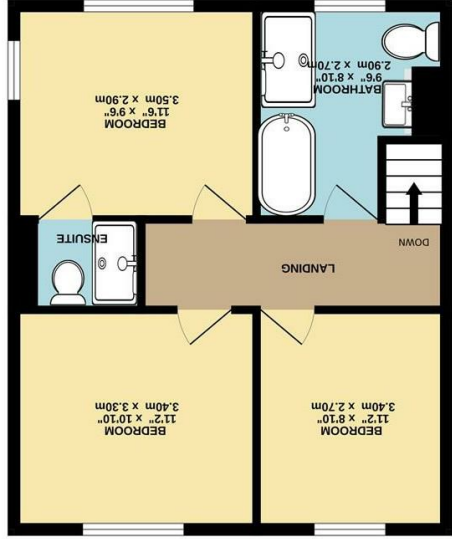 BEDROOM
11'2" x 8'10"
3.40m x 2.70m
BEDROOM
11'2" x 10'10"
3.40m x 3.30m
LANDING
DOWN
ENSUITE
BATHROOM
9'6" x 8'10"
2.90m x 2.70m
BEDROOM
11'6" x 9'6"
3.50m x 2.90m